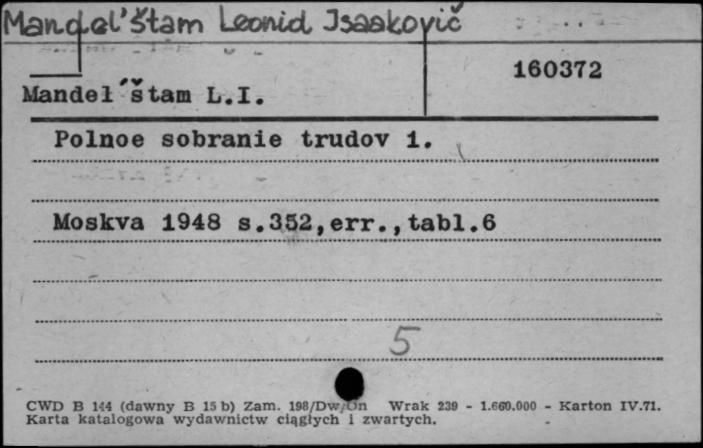 Mandel'štam Leonid Isaakovič
160372
Mandel'štam L.I.
Polnoe sobranie trudov 1.
Moskva 1948 s.352,err.,tabl.6
5
CWD B 144 (dawny B 15 b) Zam. 198/Dw/On Wrak 239 - 1.660.000 - Karton IV.71.
Karta katalogowa wydawnictw ciągłych i zwartych.